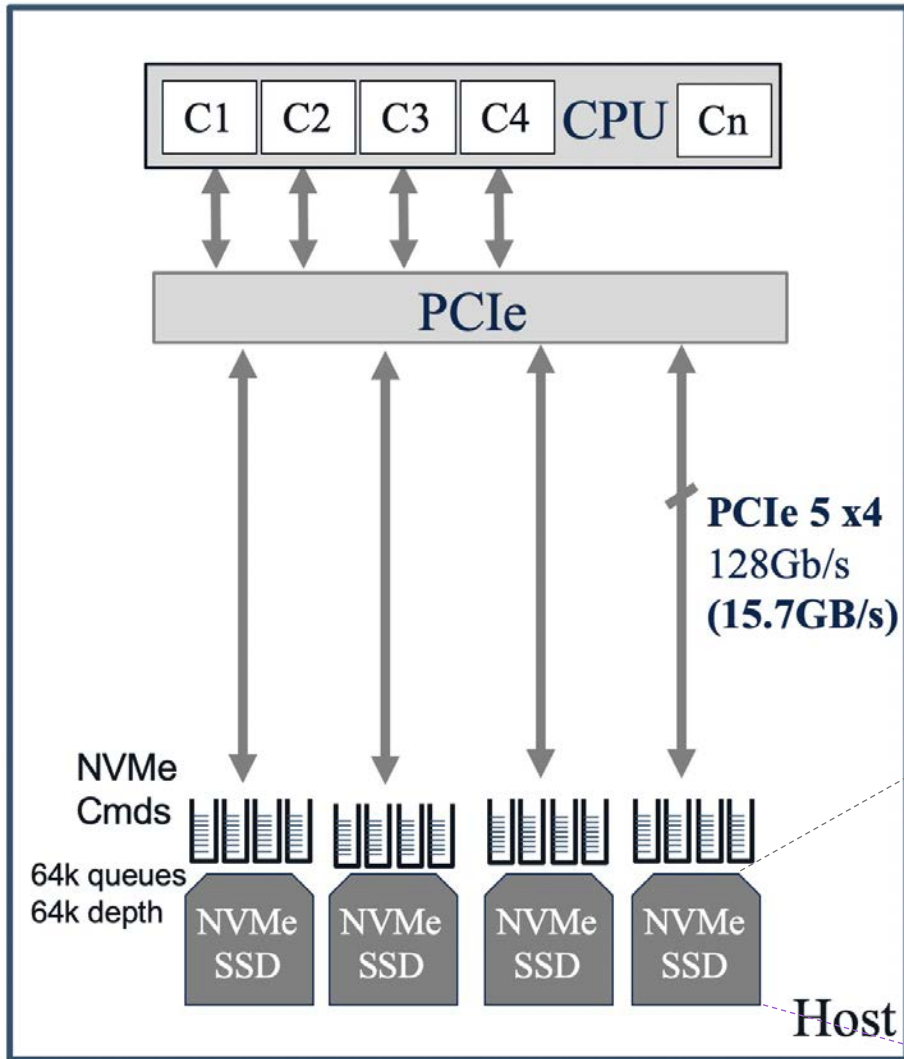 C1 C2 C3 C4 CPU Cn
PCIe
PCIe 5 x4
128Gb/s
(15.7GB/s)
NVMe
Cmds
64k queues
64k depth
NVMe
SSD
NVMe
SSD
NVMe
SSD
NVMe
SSD
Host